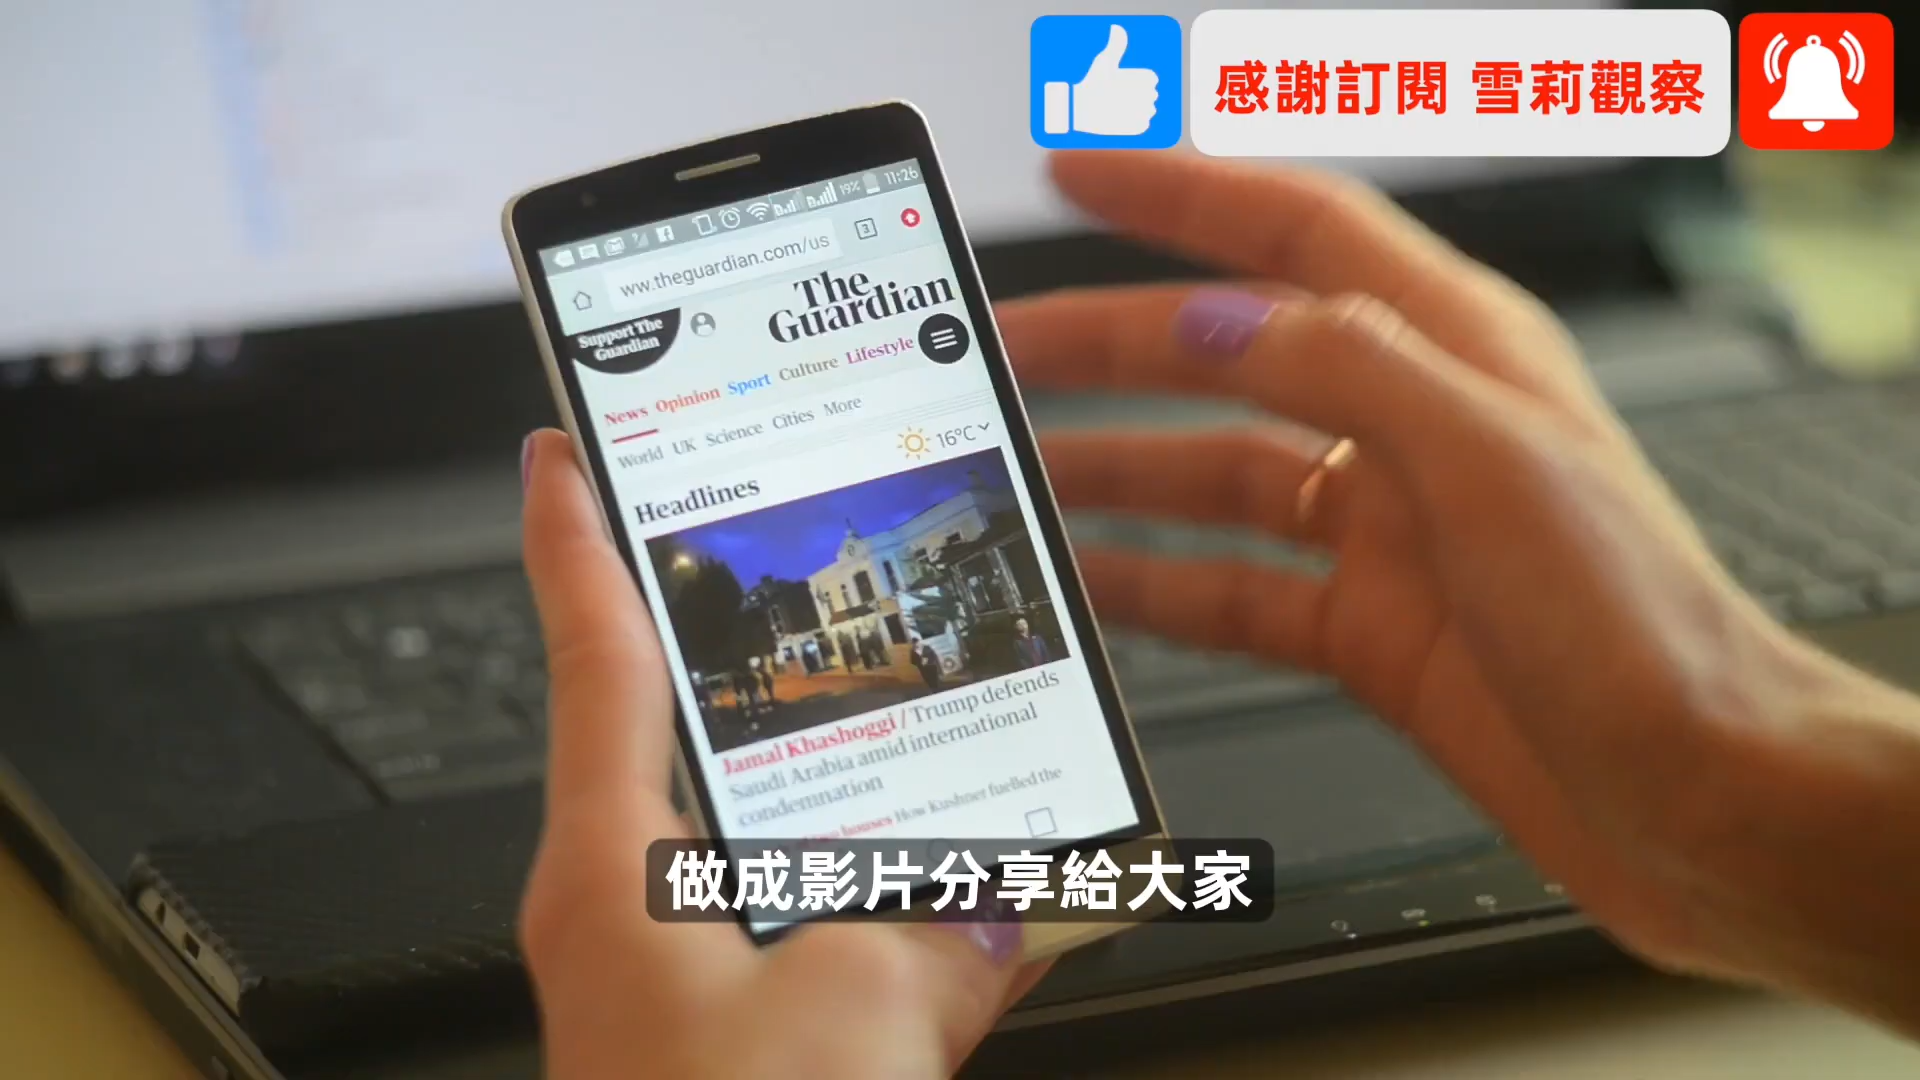 感謝訂閱 雪莉觀察
19% 11:26
ww.theguardian.com/us
3
Support The
Guardian
The
Guardian
News Opinion Sport Culture Lifestyle
World UK Science Cities More
16°C
Headlines
Jamal Khashoggi / Trump defends
Saudi Arabia amid international
condemnation
two houses How Kushner fuelled the
做成影片分享給大家